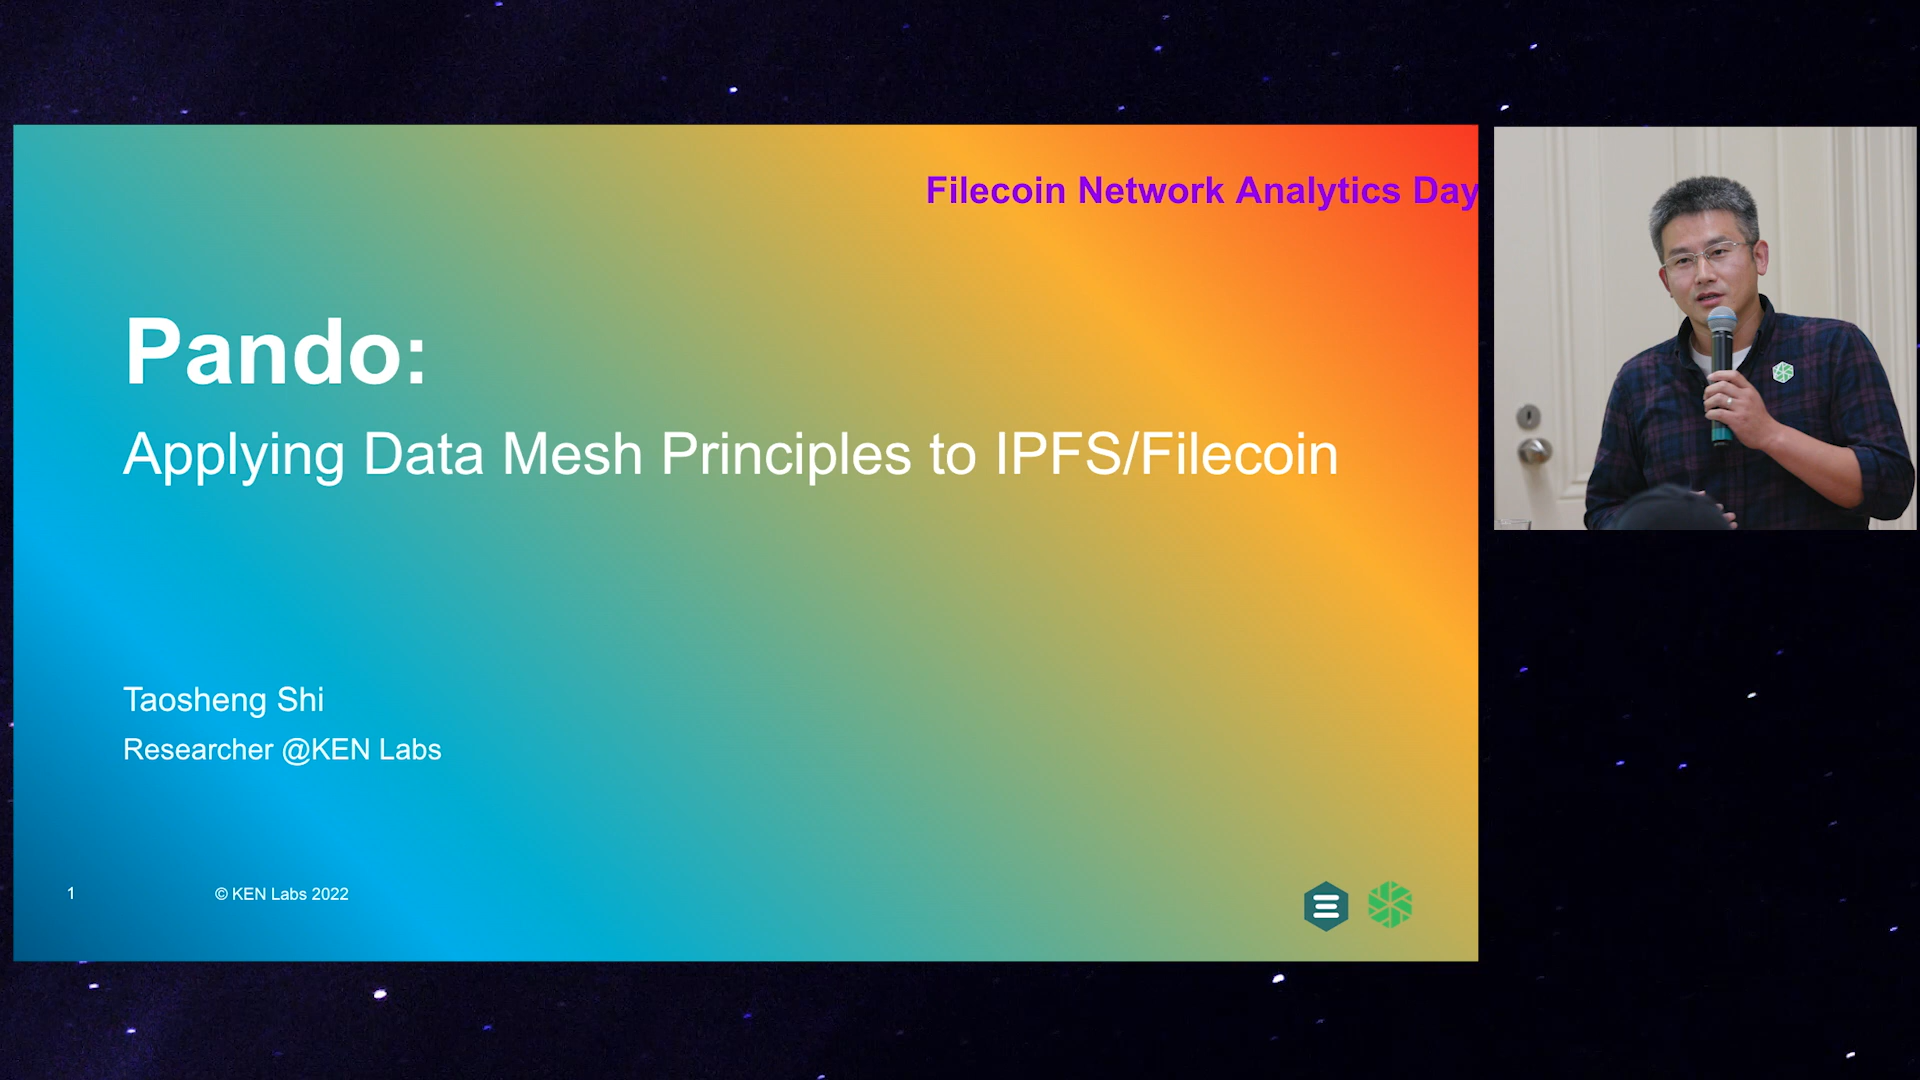 Filecoin Network Analytics Day
Pando:
Applying Data Mesh Principles to IPFS/Filecoin
Taosheng Shi
Researcher @KEN Labs
1
© KEN Labs 2022